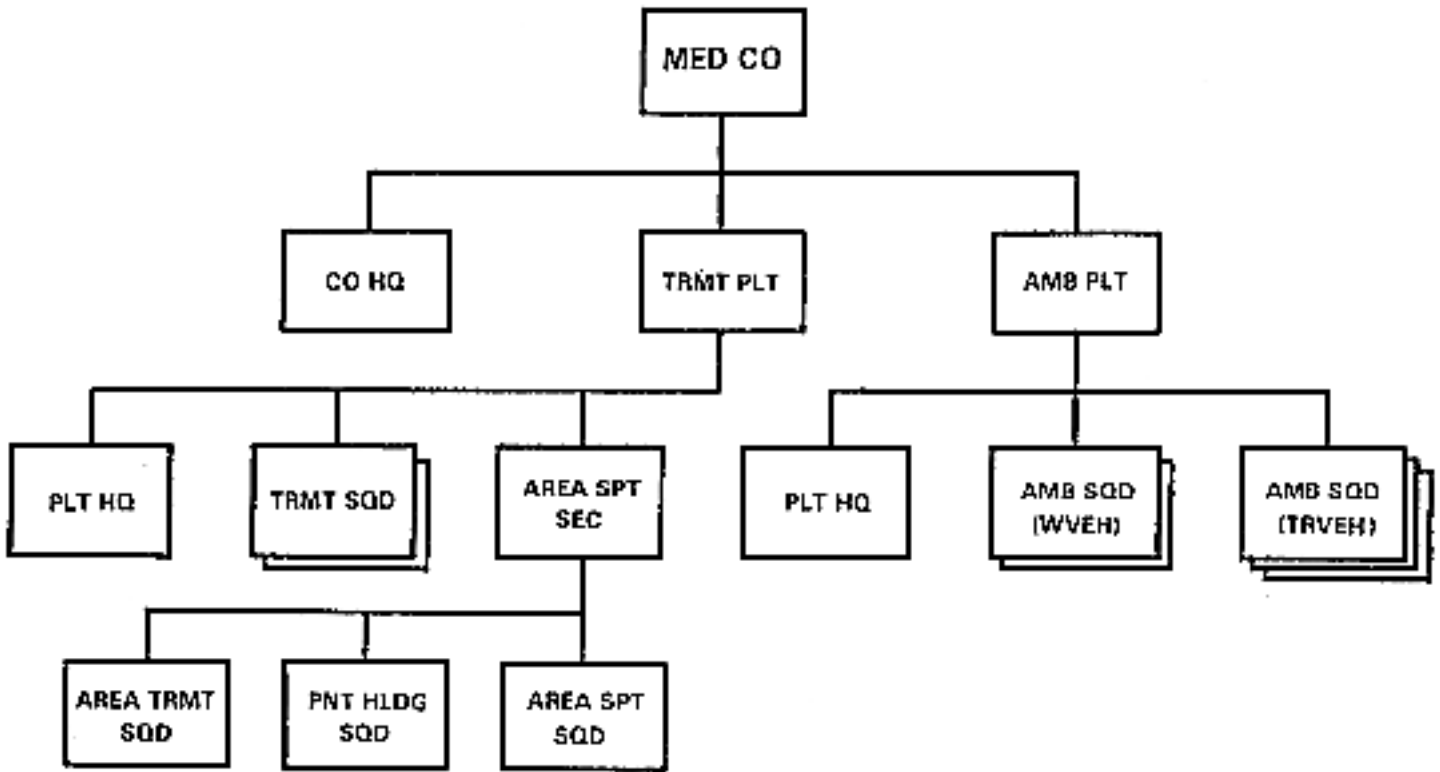 MED CO
CO HQ
TRMT PLT
AMB PLT
PLT HQ
TRMT SQD
AREA SPT
SEC
PLT HQ
AMB SQD
(WVEH)
AMB SQD
(TRVEH)
AREA TRMT
SQD
PNT HLDG
SQD
AREA SPT
SQD